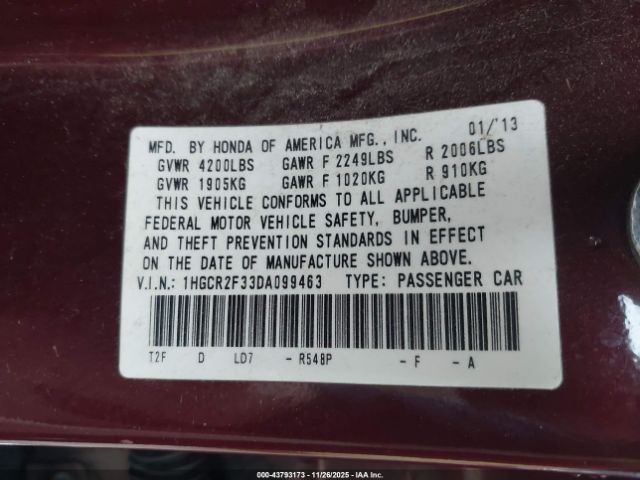 MFD. BY HONDA OF AMERICA MFG., INC. 01/'13
GVWR 4200LBS GAWR F 2249LBS R 2006LBS
GVWR 1905KG GAWR F 1020KG R 910KG
THIS VEHICLE CONFORMS TO ALL APPLICABLE
FEDERAL MOTOR VEHICLE SAFETY, BUMPER,
AND THEFT PREVENTION STANDARDS IN EFFECT
ON THE DATE OF MANUFACTURE SHOWN ABOVE.
V.I.N.: 1HGCR2F33DA099463 TYPE: PASSENGER CAR
T2F D LD7 - R548P - F - A
000-43793173 - 11/26/2025 - IAA Inc.